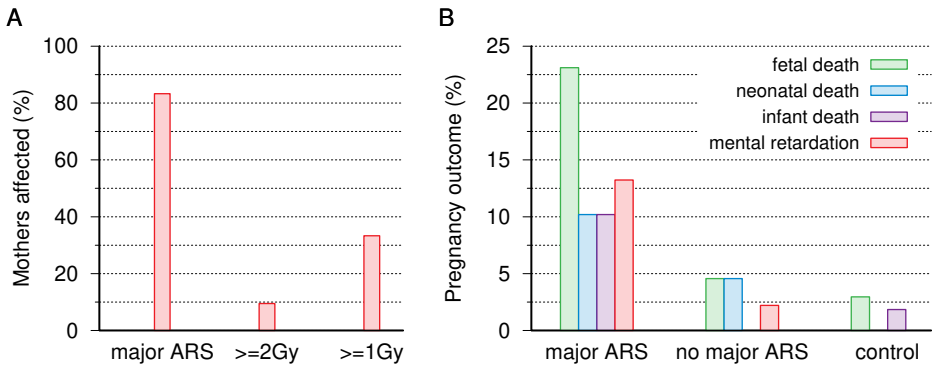 A
Mothers affected (%)
100
80
60
40
20
0
major ARS
>=2Gy
>=1Gy
B
Pregnancy outcome (%)
25
20
15
10
5
0
fetal death
neonatal death
infant death
mental retardation
major ARS
no major ARS
control